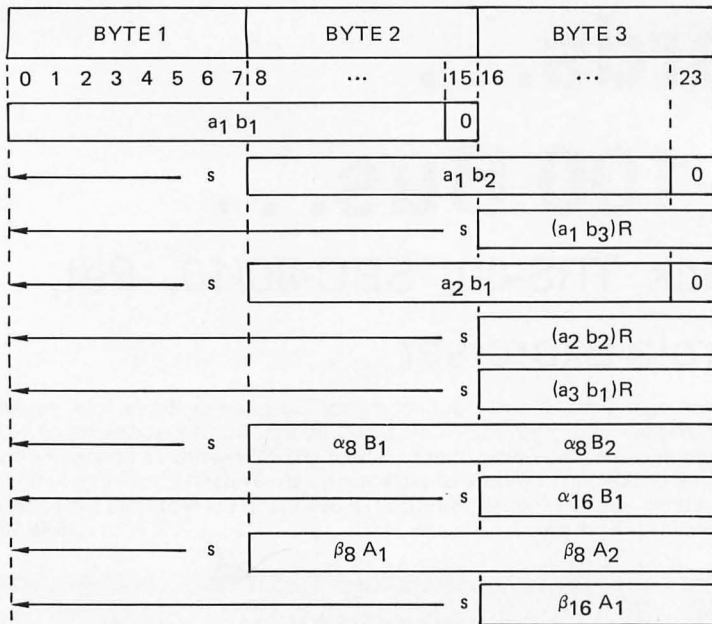 BYTE 1 BYTE 2 BYTE 3
0 1 2 3 4 5 6 7 8 ... 15 16 ... 23
a₁ b₁ 0
s a₁ b₂ 0
s (a₁ b₃)R
s a₂ b₁ 0
s (a₂ b₂)R
s (a₃ b₁)R
s α₈ B₁ α₈ B₂
s α₁₆ B₁
s β₈ A₁ β₈ A₂
s β₁₆ A₁